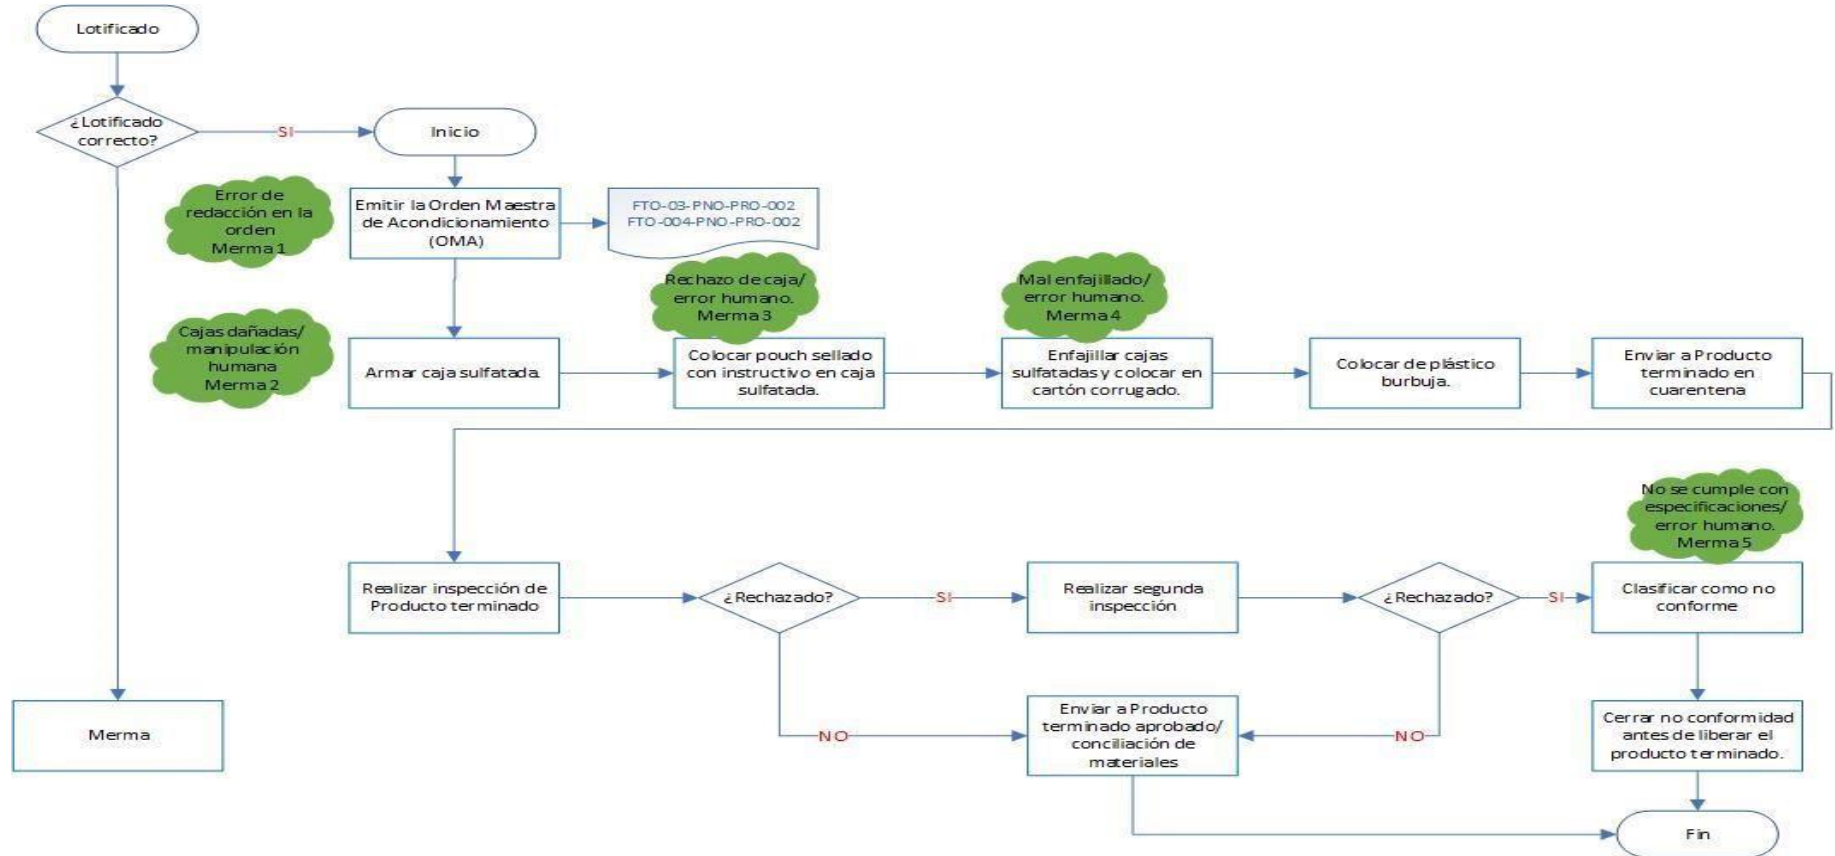 Lotificado
¿Lotificado
correcto?
SI
Inicio
Error de
redacción en la
orden
Merma 1
Emitir la Orden Maestra
de Acondicionamiento
(OMA)
FTO-03-PNO-PRO-002
FTO-004-PNO-PRO-002
Cajas dañadas/
manipulación
humana
Merma 2
Armar caja sulfatada.
Rechazo de caja/
error humano.
Merma 3
Colocar pouch sellado
con instructivo en caja
sulfatada.
Mal enfajillado/
error humano.
Merma 4
Enfajillar cajas
sulfatadas y colocar en
cartón corrugado.
Colocar de plástico
burbuja.
Enviar a Producto
terminado en
cuarentena
Realizar inspección de
Producto terminado
¿Rechazado?
SI
Realizar segunda
inspección
¿Rechazado?
SI
No se cumple con
especificaciones/
error humano.
Merma 5
Clasificar como no
conforme
Merma
NO
Enviar a Producto
terminado aprobado/
conciliación de
materiales
NO
Cerrar no conformidad
antes de liberar el
producto terminado.
Fin